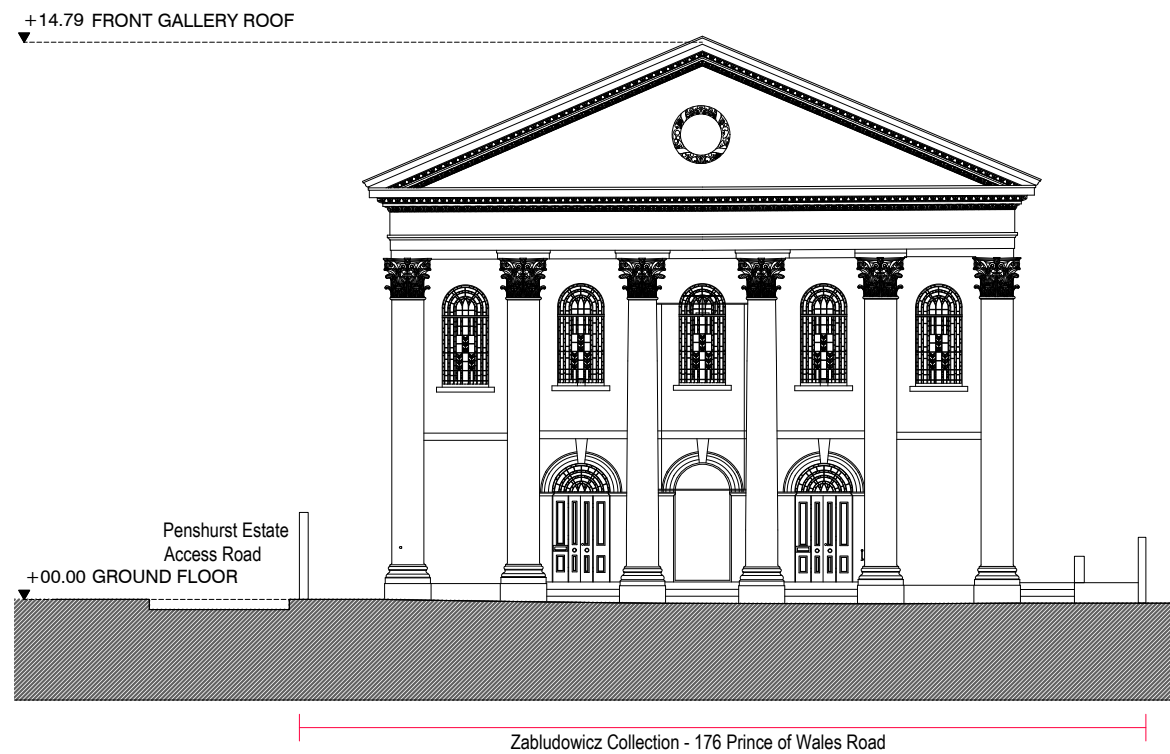 +14.79 FRONT GALLERY ROOF
Penshurst Estate
Access Road
+00.00 GROUND FLOOR
Zabludowicz Collection - 176 Prince of Wales Road